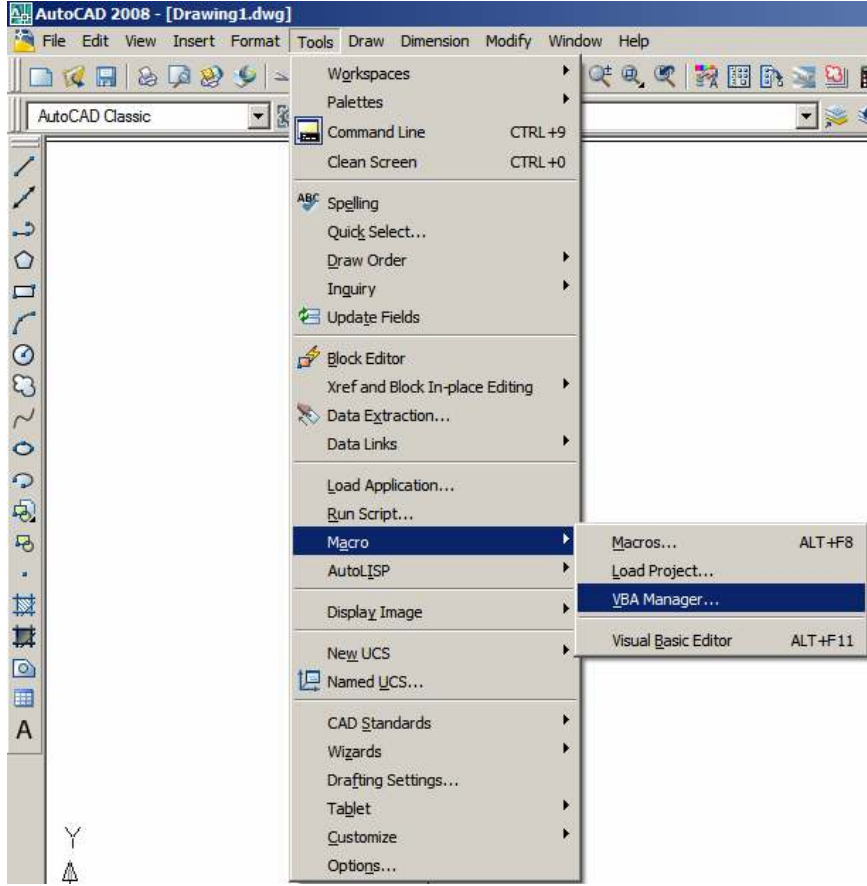 AutoCAD 2008 - [Drawing1.dwg]
File Edit View Insert Format Tools Draw Dimension Modify Window Help
AutoCAD Classic
Workspaces
Palettes
Command Line CTRL+9
Clean Screen CTRL+0
ABC Spelling
Quick Select...
Draw Order
Inquiry
Update Fields
Block Editor
Xref and Block In-place Editing
Data Extraction...
Data Links
Load Application...
Run Script...
Macro
Macros... ALT+F8
AutoLISP
Load Project...
VBA Manager...
Display Image
Visual Basic Editor ALT+F11
New UCS
Named UCS...
CAD Standards
A
Wizards
Drafting Settings...
Tablet
Customize
Y
Options...